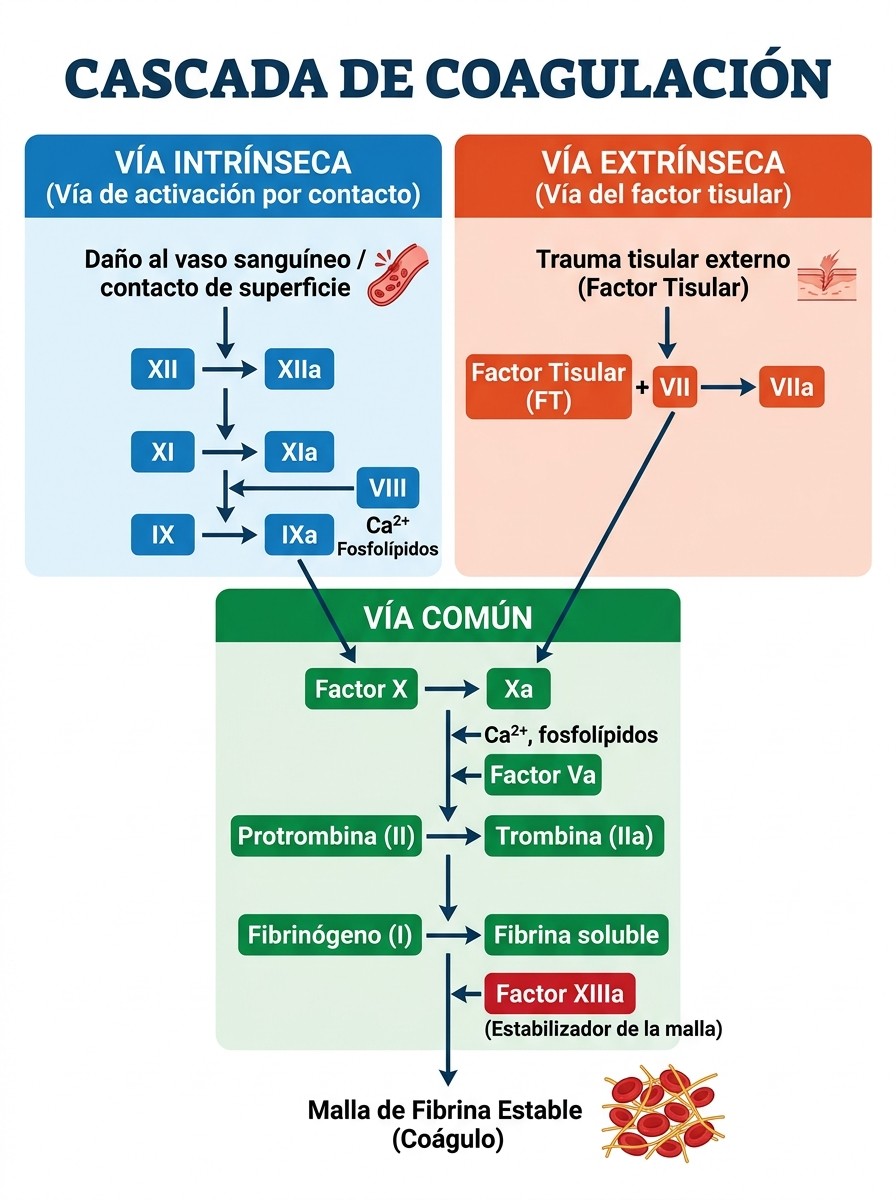 CASCADA DE COAGULACIÓN
VÍA INTRÍNSECA
(Vía de activación por contacto)
Daño al vaso sanguíneo /
contacto de superficie
XII
XIIa
XI
XIa
VIII
Ca²⁺
Fosfolípidos
IX
IXa
VÍA EXTRÍNSECA
(Vía del factor tisular)
Trauma tisular externo
(Factor Tisular)
Factor Tisular
(FT)
+
VII
VIIa
VÍA COMÚN
Factor X
Xa
Ca²⁺, fosfolípidos
Factor Va
Protrombina (II)
Trombina (IIa)
Fibrinógeno (I)
Fibrina soluble
Factor XIIIa
(Estabilizador de la malla)
Malla de Fibrina Estable
(Coágulo)